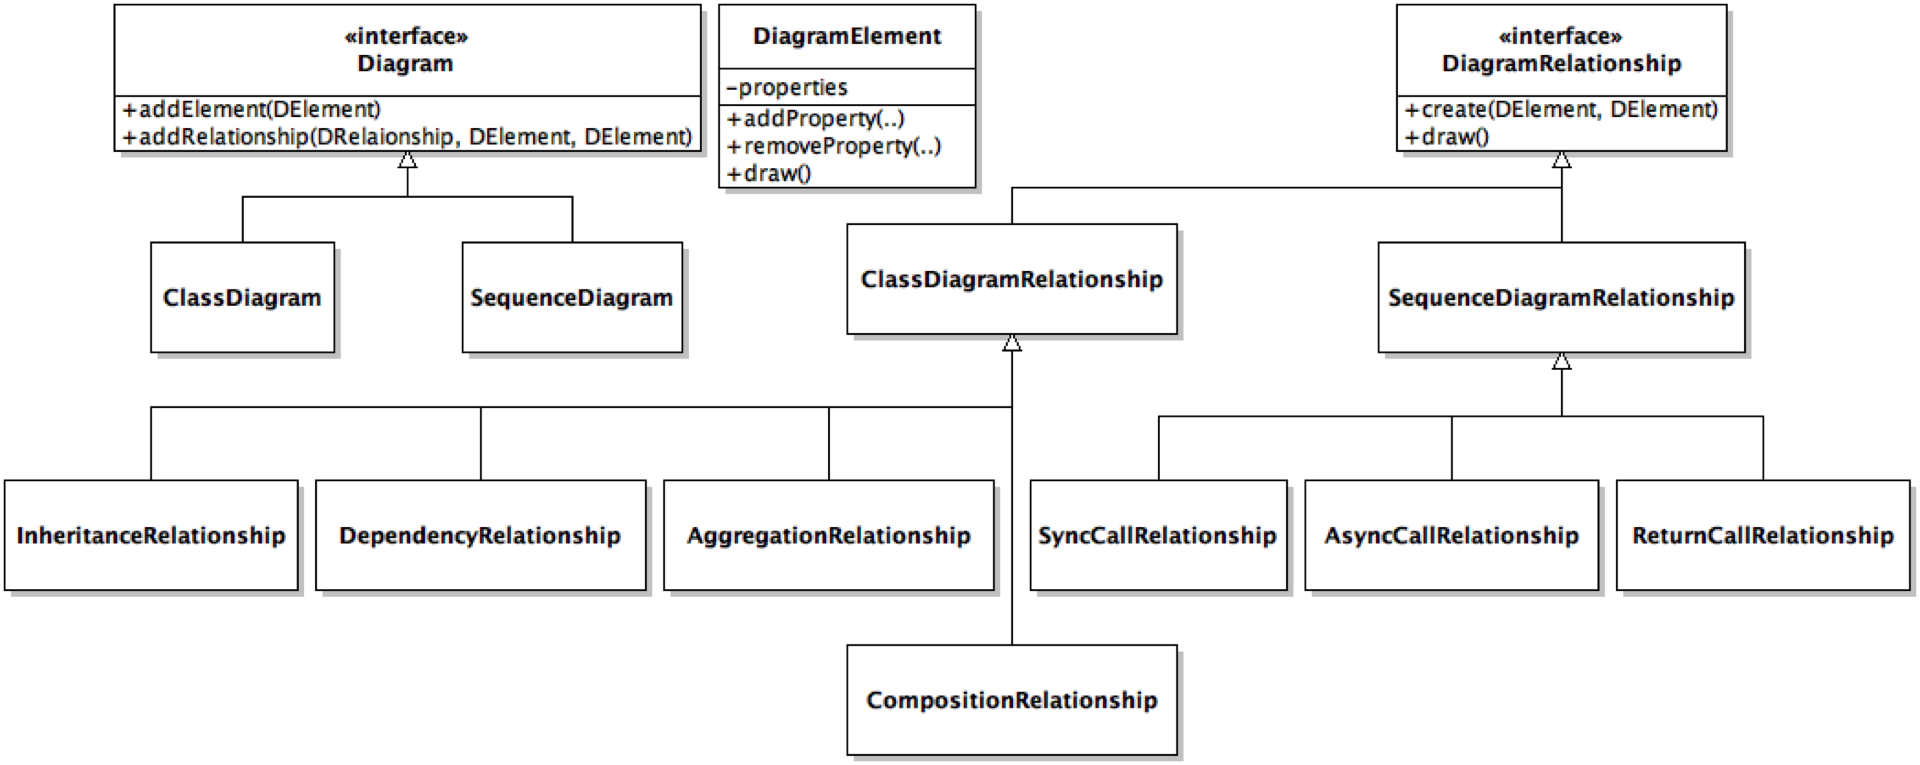 «interface»
Diagram
+addElement(DElement)
+addRelationship(DRelaionship, DElement, DElement)
DiagramElement
-properties
+addProperty(..)
+removeProperty(..)
+draw()
«interface»
DiagramRelationship
+create(DElement, DElement)
+draw()
ClassDiagram
SequenceDiagram
ClassDiagramRelationship
SequenceDiagramRelationship
InheritanceRelationship
DependencyRelationship
AggregationRelationship
SyncCallRelationship
AsyncCallRelationship
ReturnCallRelationship
CompositionRelationship